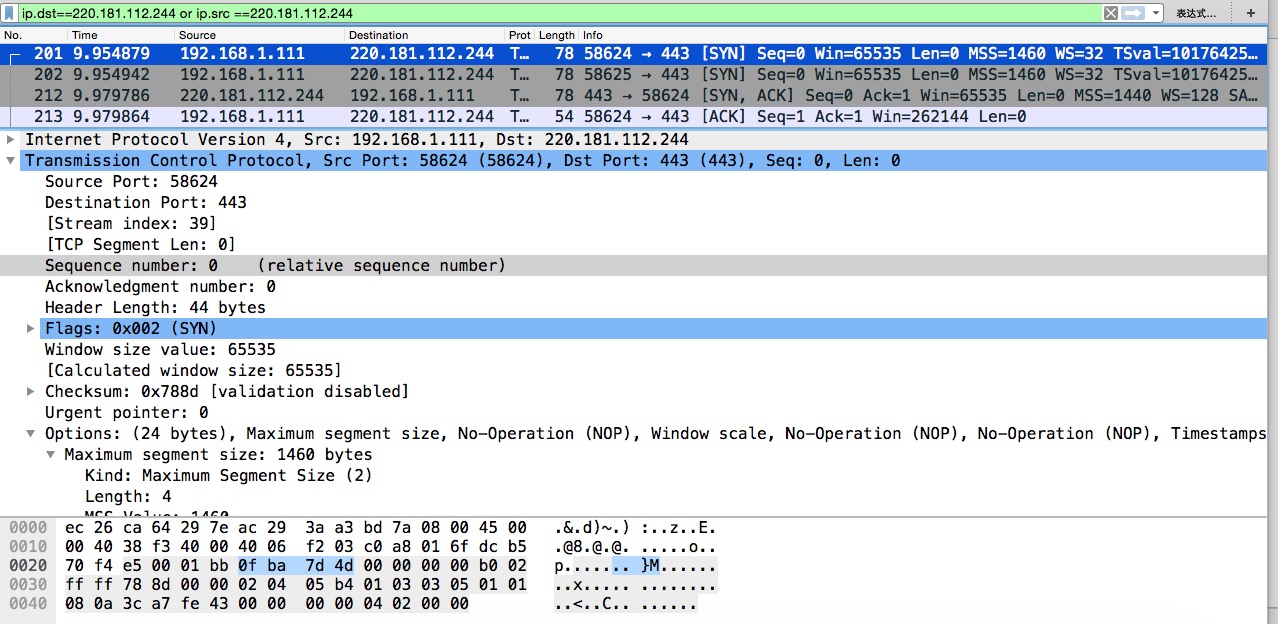 ip.dst==220.181.112.244 or ip.src ==220.181.112.244 表达式… +
No. Time Source Destination Prot Length Info
201 9.954879 192.168.1.111 220.181.112.244 T… 78 58624 → 443 [SYN] Seq=0 Win=65535 Len=0 MSS=1460 WS=32 TSval=10176425…
202 9.954942 192.168.1.111 220.181.112.244 T… 78 58625 → 443 [SYN] Seq=0 Win=65535 Len=0 MSS=1460 WS=32 TSval=10176425…
212 9.979786 220.181.112.244 192.168.1.111 T… 78 443 → 58624 [SYN, ACK] Seq=0 Ack=1 Win=65535 Len=0 MSS=1440 WS=128 SA…
213 9.979864 192.168.1.111 220.181.112.244 T… 54 58624 → 443 [ACK] Seq=1 Ack=1 Win=262144 Len=0
Internet Protocol Version 4, Src: 192.168.1.111, Dst: 220.181.112.244
Transmission Control Protocol, Src Port: 58624 (58624), Dst Port: 443 (443), Seq: 0, Len: 0
Source Port: 58624
Destination Port: 443
[Stream index: 39]
[TCP Segment Len: 0]
Sequence number: 0 (relative sequence number)
Acknowledgment number: 0
Header Length: 44 bytes
Flags: 0x002 (SYN)
Window size value: 65535
[Calculated window size: 65535]
Checksum: 0x788d [validation disabled]
Urgent pointer: 0
Options: (24 bytes), Maximum segment size, No-Operation (NOP), Window scale, No-Operation (NOP), No-Operation (NOP), Timestamps
Maximum segment size: 1460 bytes
Kind: Maximum Segment Size (2)
Length: 4
MSS Value: 1460
0000 ec 26 ca 64 29 7e ac 29 3a a3 bd 7a 08 00 45 00 .&.d)~.) :..z..E.
0010 00 40 38 f3 40 00 40 06 f2 03 c0 a8 01 6f dc b5 .@8.@.@. .....o..
0020 70 f4 e5 00 01 bb 0f ba 7d 4d 00 00 00 00 b0 02 p....... }M......
0030 ff ff 78 8d 00 00 02 04 05 b4 01 03 03 05 01 01 ..x..... ........
0040 08 0a 3c a7 fe 43 00 00 00 00 04 02 00 00 ..<..C.. ......